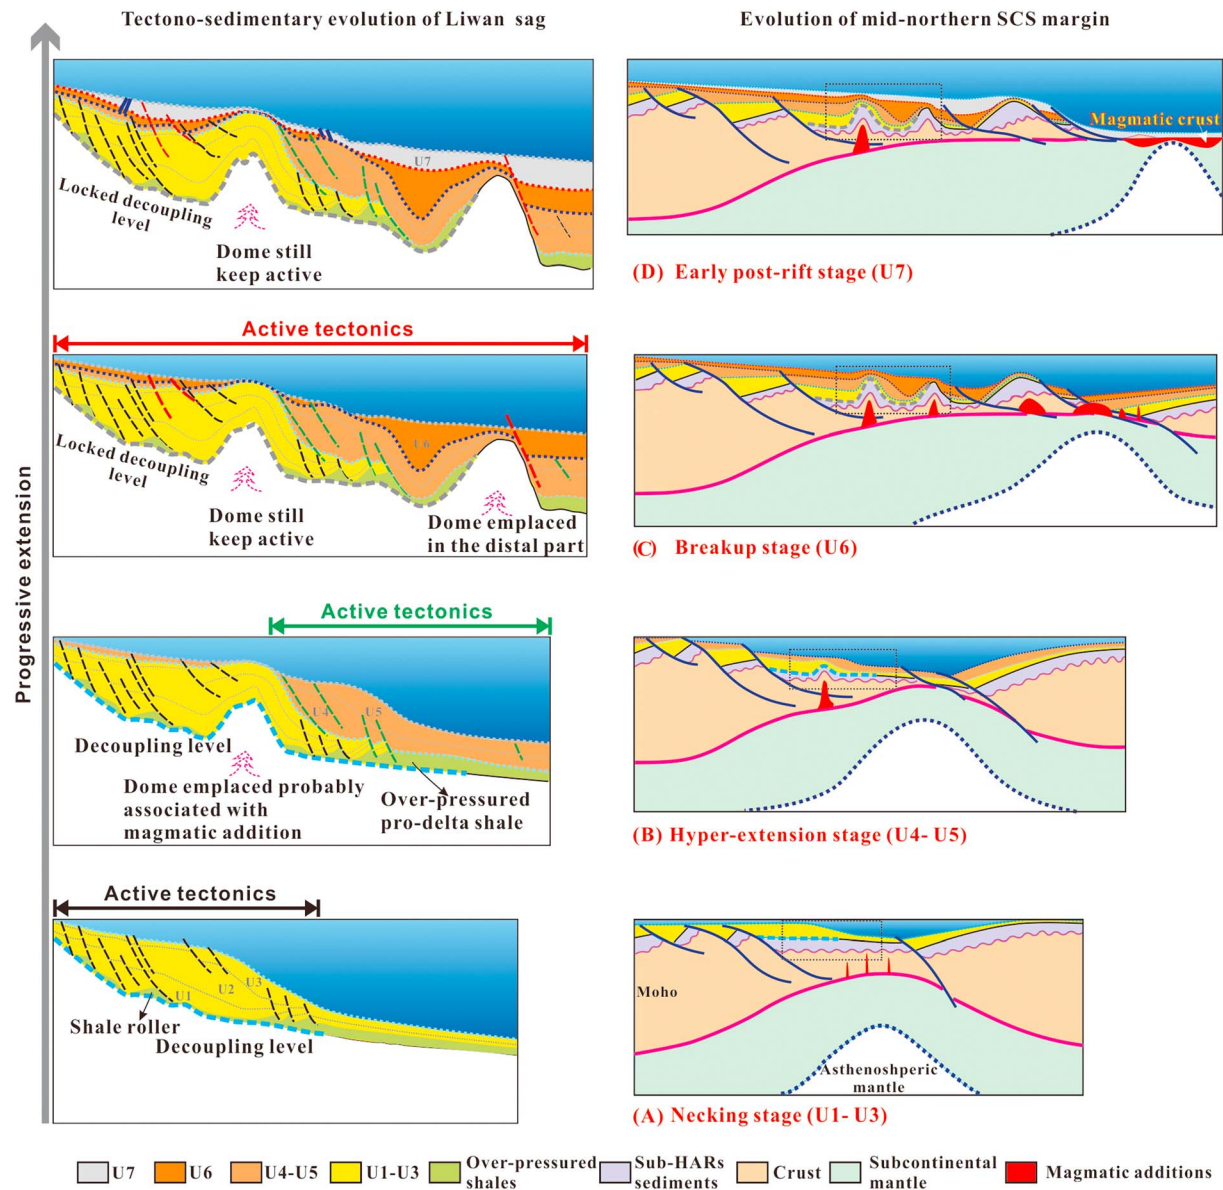 Tectono-sedimentary evolution of Liwan sag
Evolution of mid-northern SCS margin
Progressive extension
U7
Locked decoupling
level
Dome still
keep active
Magmatic crust
(D) Early post-rift stage (U7)
Active tectonics
U6
Locked decoupling
level
Dome still
keep active
Dome emplaced
in the distal part
(C) Breakup stage (U6)
Active tectonics
U4
U5
Decoupling level
Dome emplaced probably
associated with
magmatic addition
Over-pressured
pro-delta shale
(B) Hyper-extension stage (U4- U5)
Active tectonics
U1
U2
U3
Shale roller
Decoupling level
Moho
Asthenoshperic
mantle
(A) Necking stage (U1- U3)
U7
U6
U4-U5
U1-U3
Over-pressured
shales
Sub-HARs
sediments
Crust
Subcontinental
mantle
Magmatic additions